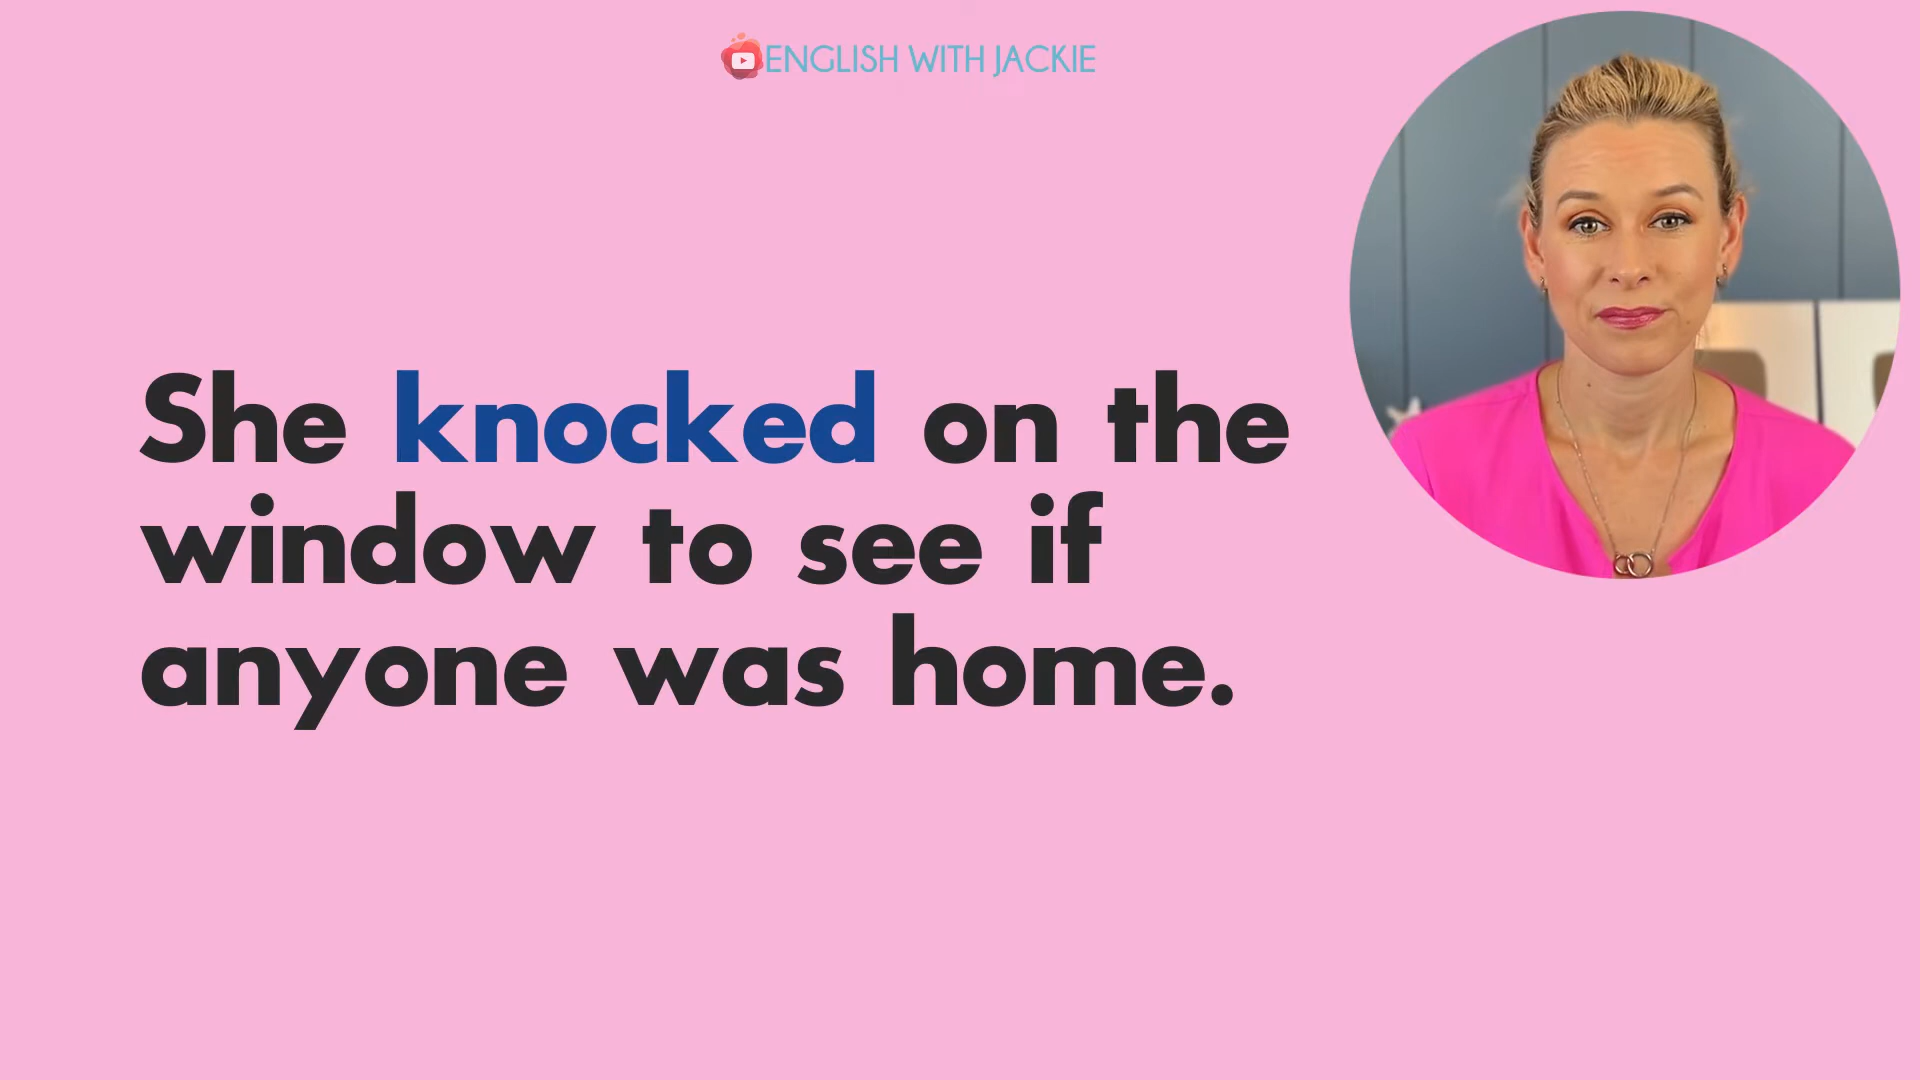 ENGLISH WITH JACKIE
She knocked on the
window to see if
anyone was home.